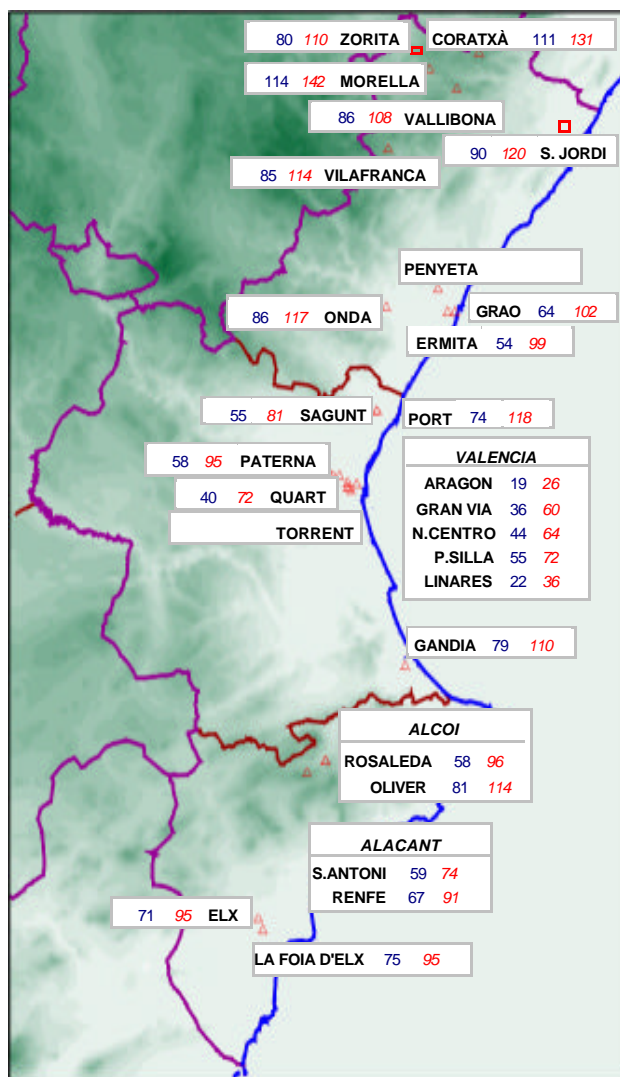 80 110 ZORITA
CORATXÀ 111 131
114 142 MORELLA
86 108 VALLIBONA
90 120 S. JORDI
85 114 VILAFRANCA
PENYETA
86 117 ONDA
GRAO 64 102
ERMITA 54 99
55 81 SAGUNT
PORT 74 118
58 95 PATERNA
40 72 QUART
TORRENT
VALENCIA
ARAGON 19 26
GRAN VIA 36 60
N.CENTRO 44 64
P.SILLA 55 72
LINARES 22 36
GANDIA 79 110
ALCOI
ROSALEDA 58 96
OLIVER 81 114
ALACANT
S.ANTONI 59 74
RENFE 67 91
71 95 ELX
LA FOIA D'ELX 75 95